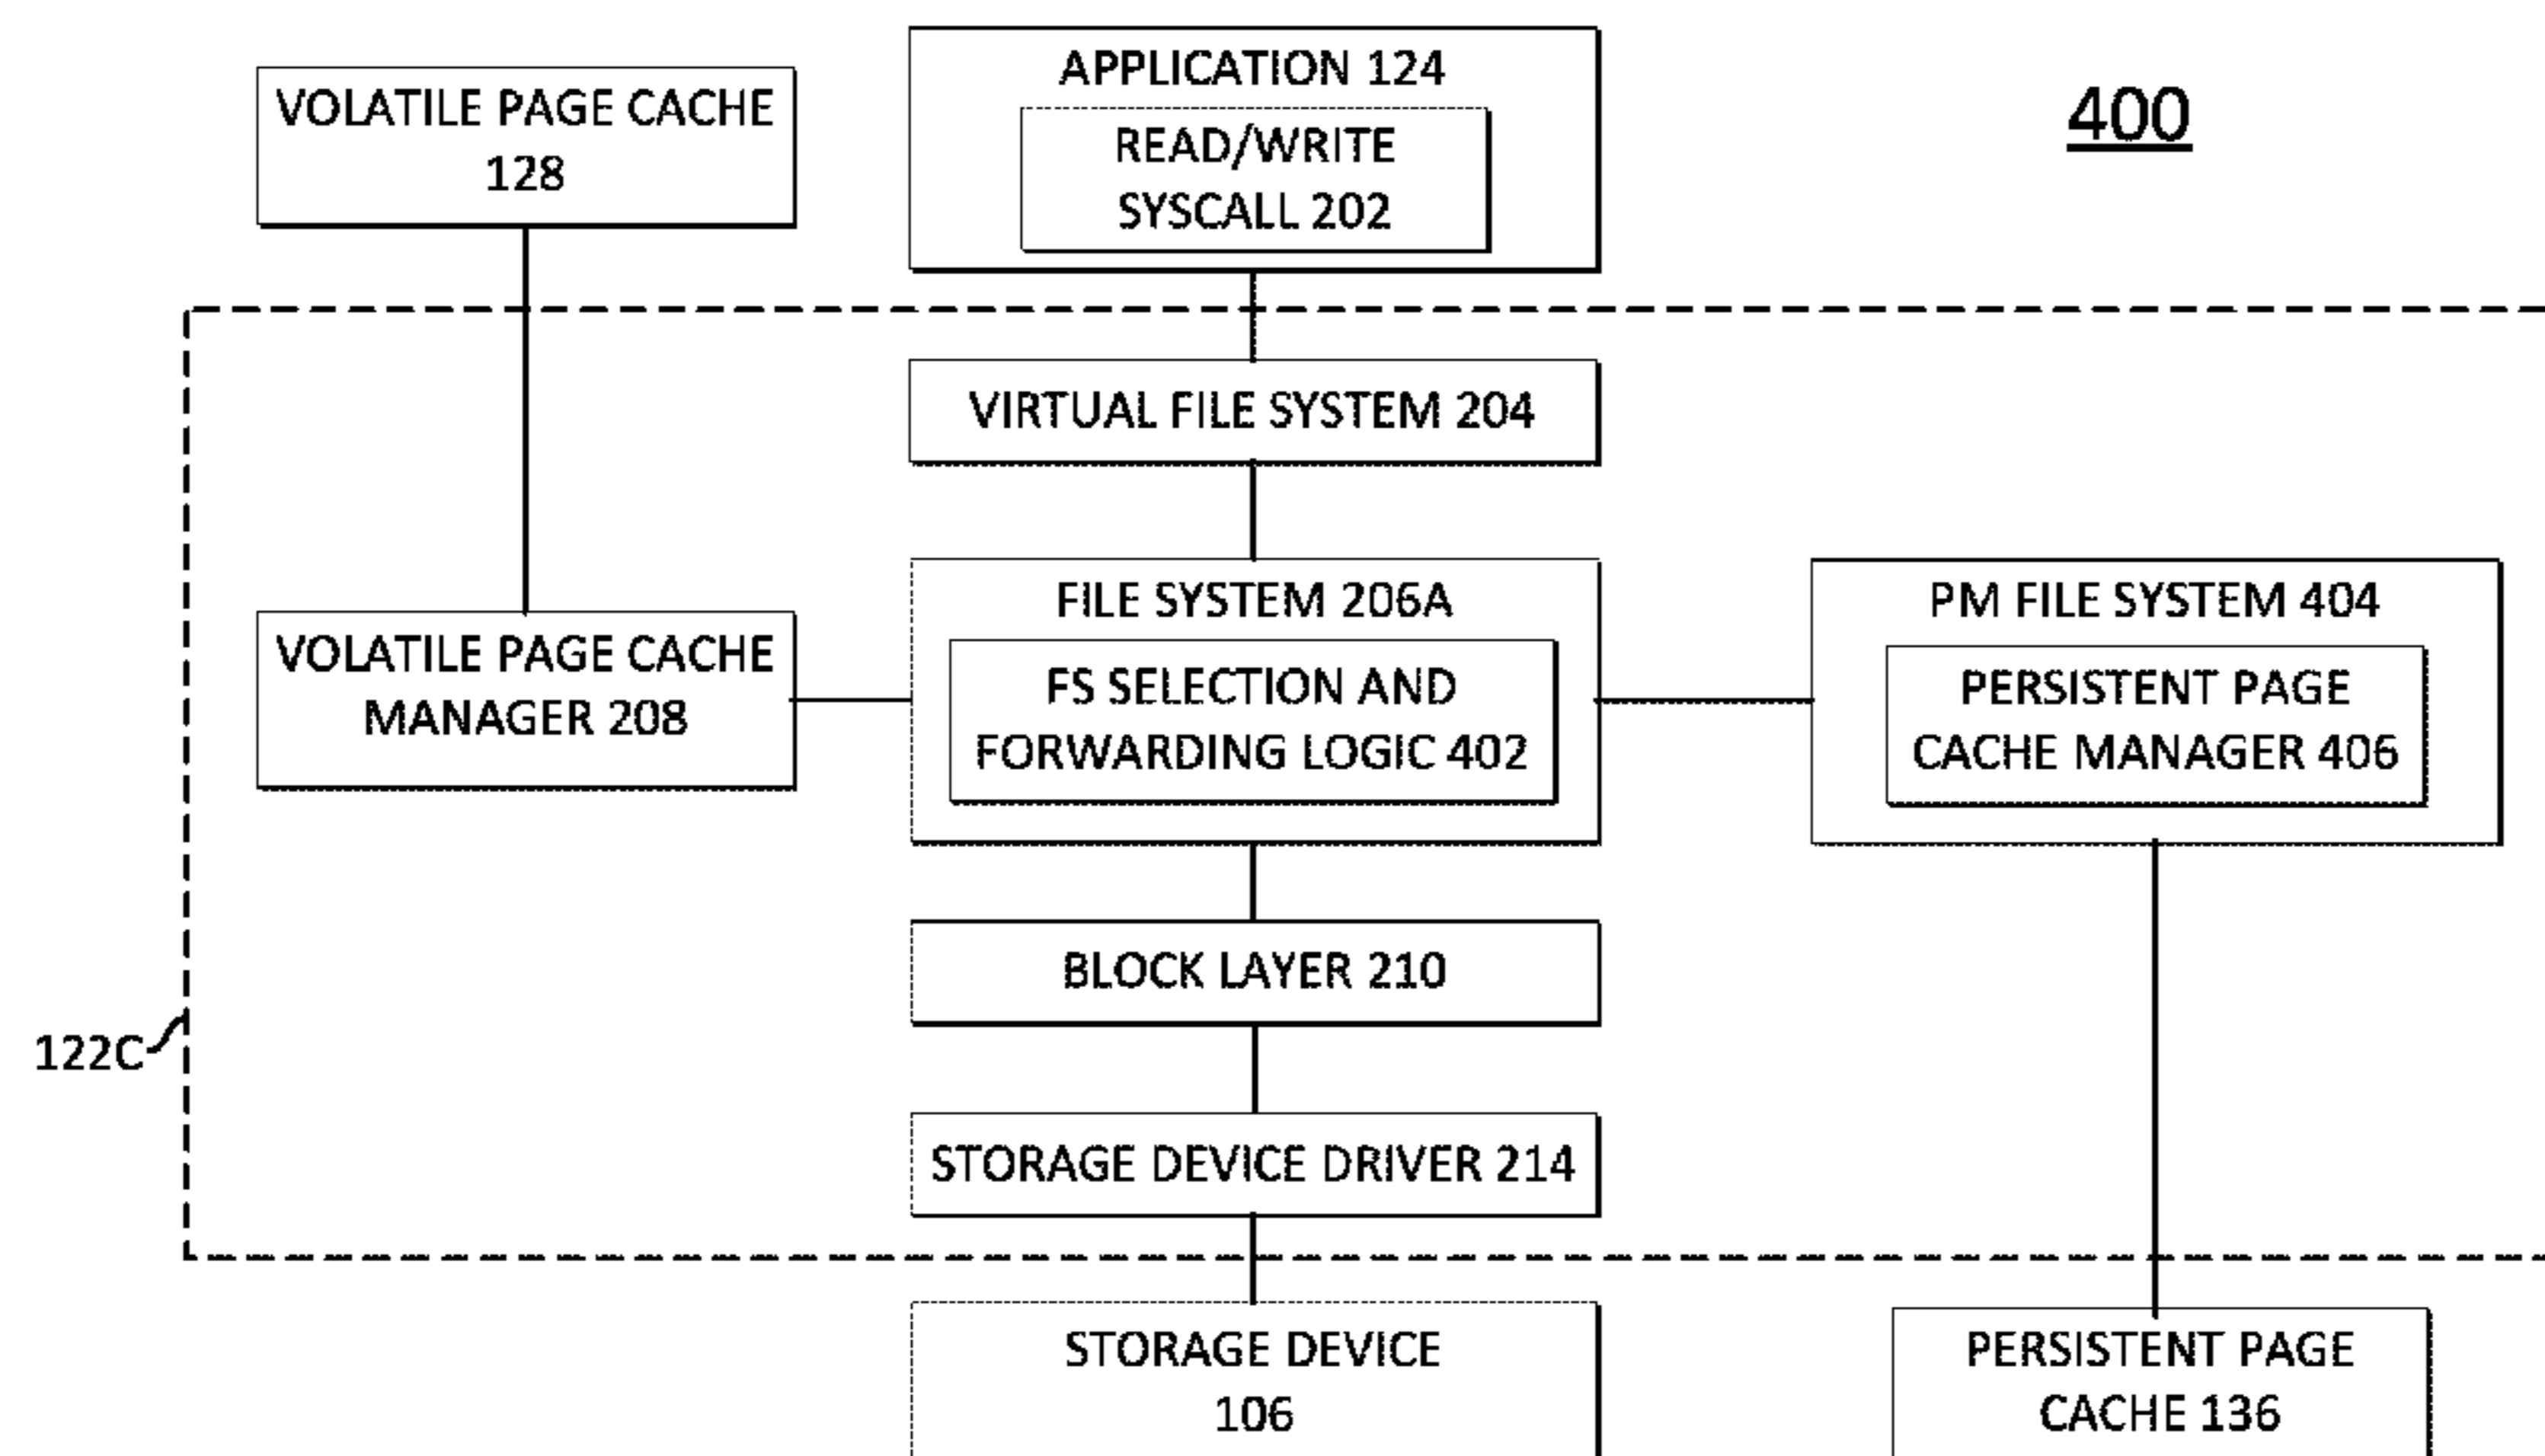 VOLATILE PAGE CACHE
128
APPLICATION 124
READ/WRITE
SYSCALL 202
400
VIRTUAL FILE SYSTEM 204
VOLATILE PAGE CACHE
MANAGER 208
FILE SYSTEM 206A
FS SELECTION AND
FORWARDING LOGIC 402
PM FILE SYSTEM 404
PERSISTENT PAGE
CACHE MANAGER 406
BLOCK LAYER 210
122C
STORAGE DEVICE DRIVER 214
STORAGE DEVICE
106
PERSISTENT PAGE
CACHE 136